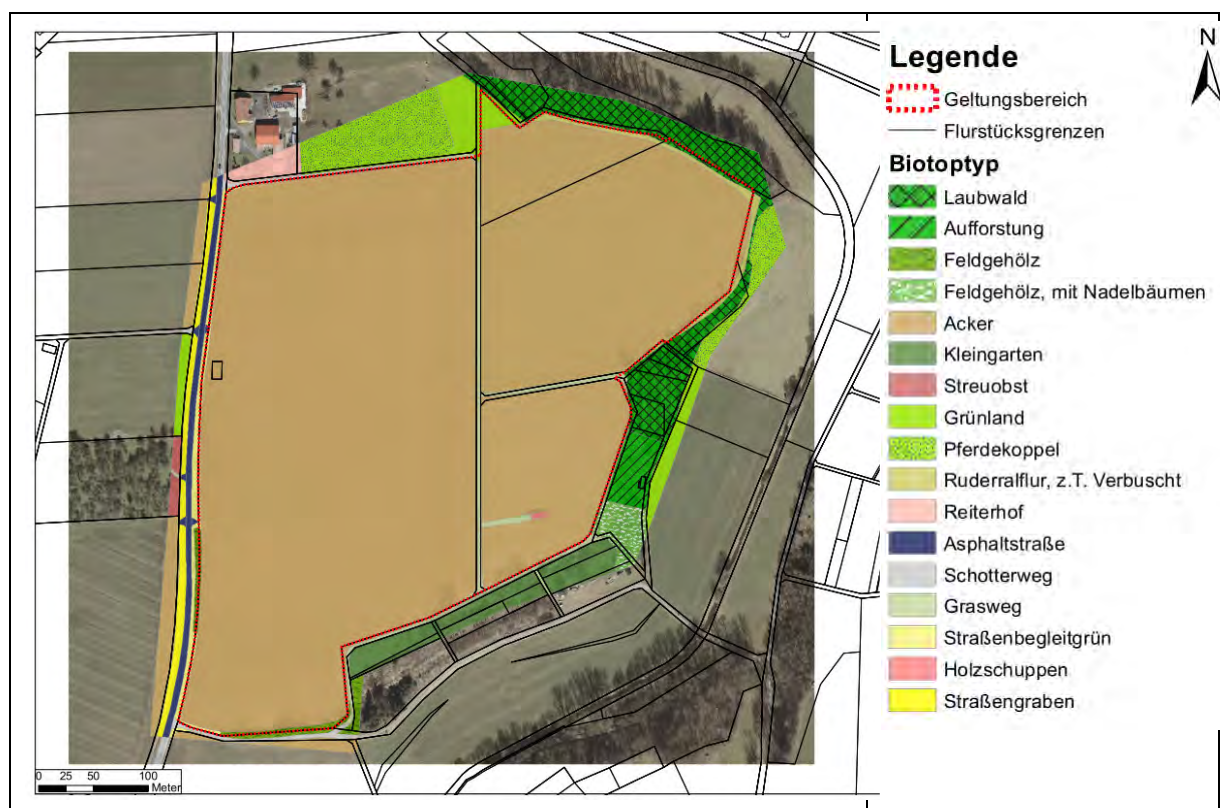 Legende
N
Geltungsbereich
Flurstücksgrenzen
Biotoptyp
Laubwald
Aufforstung
Feldgehölz
Feldgehölz, mit Nadelbäumen
Acker
Kleingarten
Streuobst
Grünland
Pferdekoppel
Ruderralflur, z.T. Verbuscht
Reiterhof
Asphaltstraße
Schotterweg
Grasweg
Straßenbegleitgrün
Holzschuppen
Straßengraben
0 25 50 100
Meter